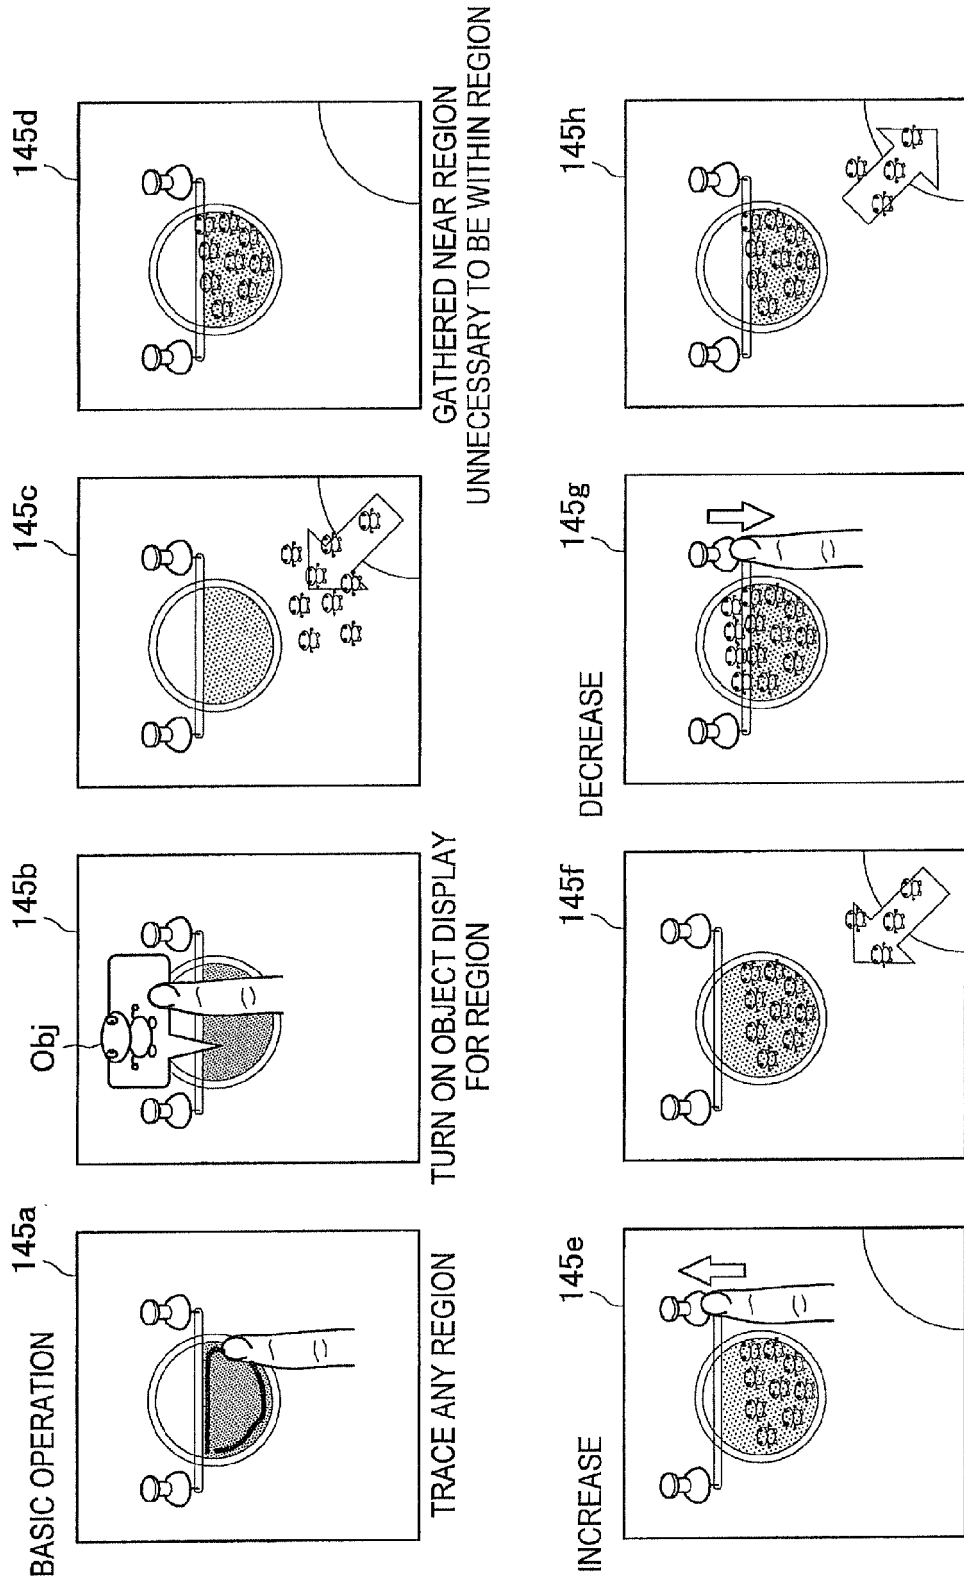 BASIC OPERATION
145a
145b
145c
145d
Obj
TRACE ANY REGION
TURN ON OBJECT DISPLAY
FOR REGION
GATHERED NEAR REGION
UNNECESSARY TO BE WITHIN REGION
INCREASE
145e
145f
DECREASE
145g
145h